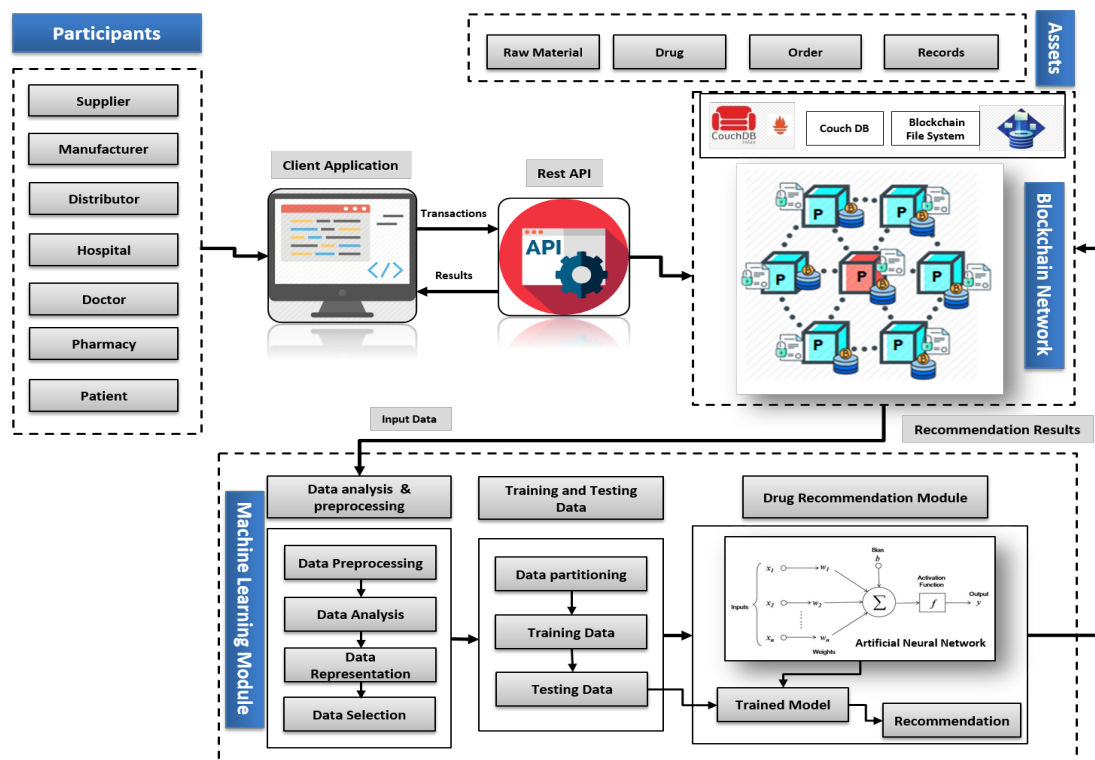 Participants
Supplier
Manufacturer
Distributor
Hospital
Doctor
Pharmacy
Patient
Client Application
Transactions
Results
Rest API
API
Raw Material
Drug
Order
Records
Assets
CouchDB
Couch DB
Blockchain
File System
P
P
P
P
P
P
P
Blockchain Network
Input Data
Recommendation Results
Machine Learning Module
Data analysis &
preprocessing
Data Preprocessing
Data Analysis
Data
Representation
Data Selection
Training and Testing
Data
Data partitioning
Training Data
Testing Data
Drug Recommendation Module
Bias
b
Activation
Function
Inputs
x1
w1
x2
w2
xn
wn
Weights
Σ
f
Output
y
Artificial Neural Network
Trained Model
Recommendation